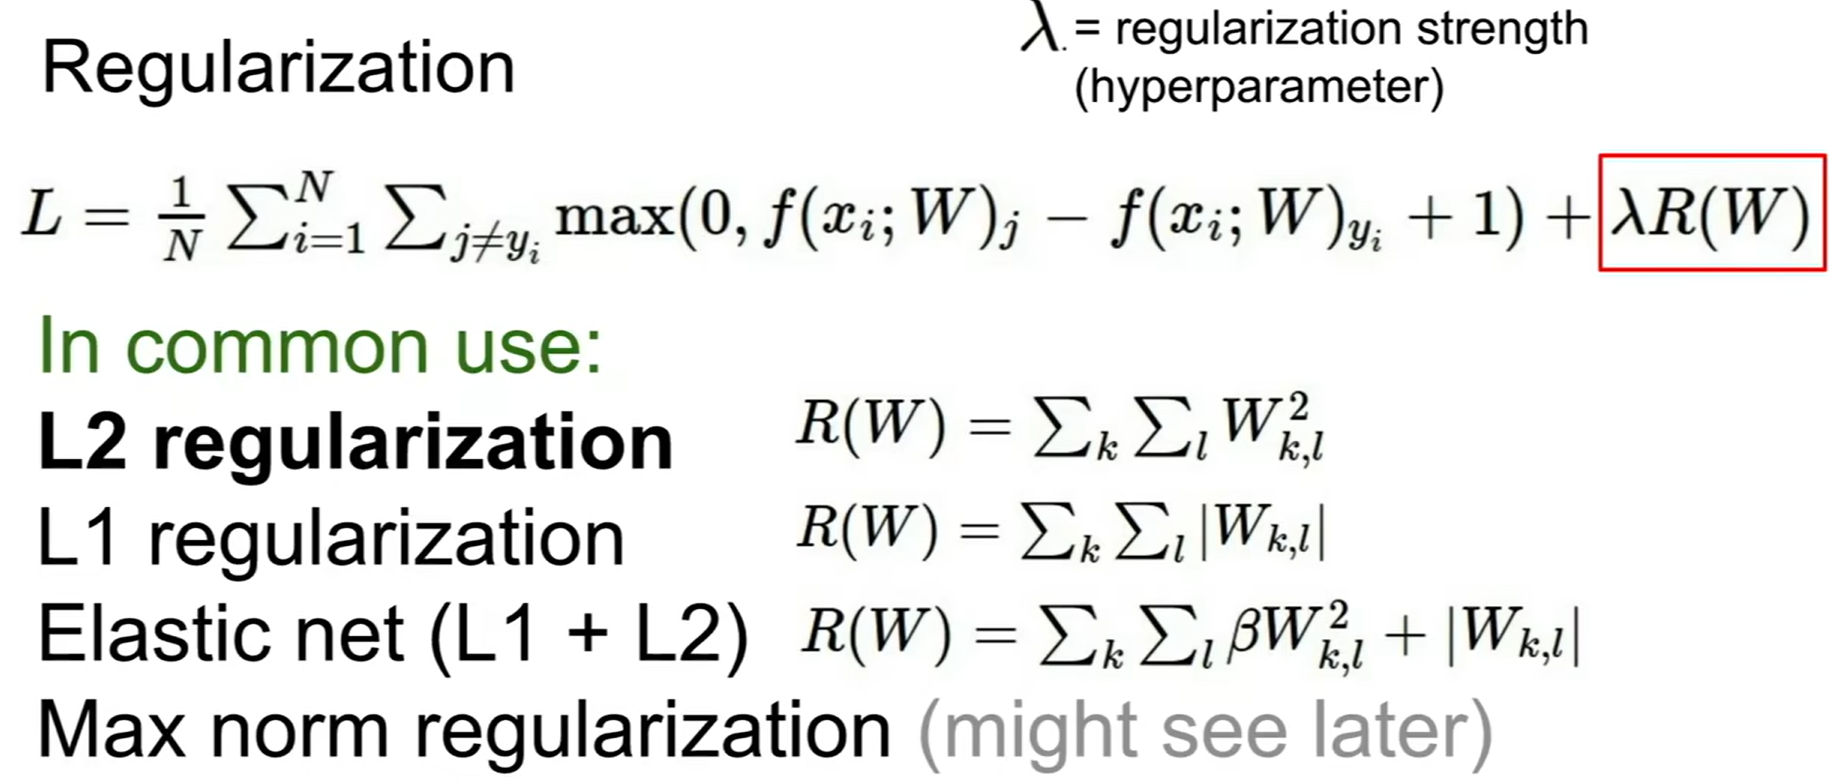 Regularization
λ. = regularization strength
(hyperparameter)
L = \frac{1}{N} \sum_{i=1}^{N} \sum_{j \neq y_i} \max(0, f(x_i; W)_j - f(x_i; W)_{y_i} + 1) + \lambda R(W)
In common use:
L2 regularization R(W) = \sum_k \sum_l W_{k,l}^2
L1 regularization R(W) = \sum_k \sum_l |W_{k,l}|
Elastic net (L1 + L2) R(W) = \sum_k \sum_l \beta W_{k,l}^2 + |W_{k,l}|
Max norm regularization (might see later)